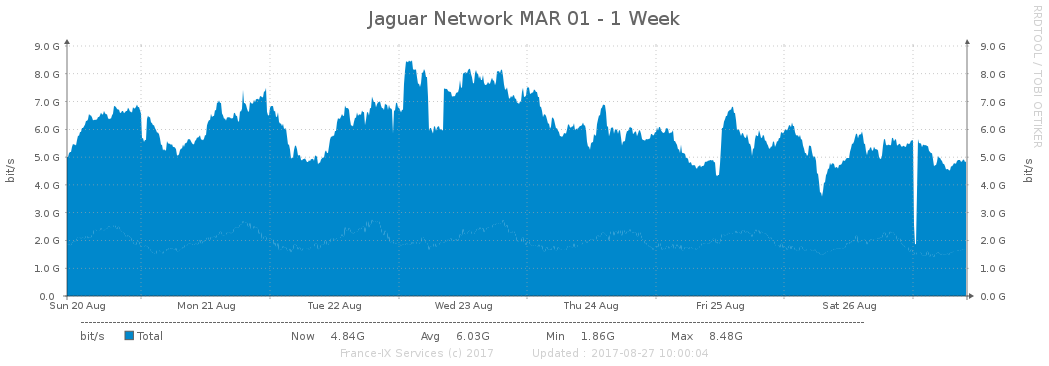 Jaguar Network MAR 01 - 1 Week
RRDTOOL / TOBI OETIKER
bit/s
bit/s
9.0 G 9.0 G
8.0 G 8.0 G
7.0 G 7.0 G
6.0 G 6.0 G
5.0 G 5.0 G
4.0 G 4.0 G
3.0 G 3.0 G
2.0 G 2.0 G
1.0 G 1.0 G
0.0 0.0 G
Sun 20 Aug Mon 21 Aug Tue 22 Aug Wed 23 Aug Thu 24 Aug Fri 25 Aug Sat 26 Aug
bit/s Total Now 4.84G Avg 6.03G Min 1.86G Max 8.48G
France-IX Services (c) 2017 Updated : 2017-08-27 10:00:04